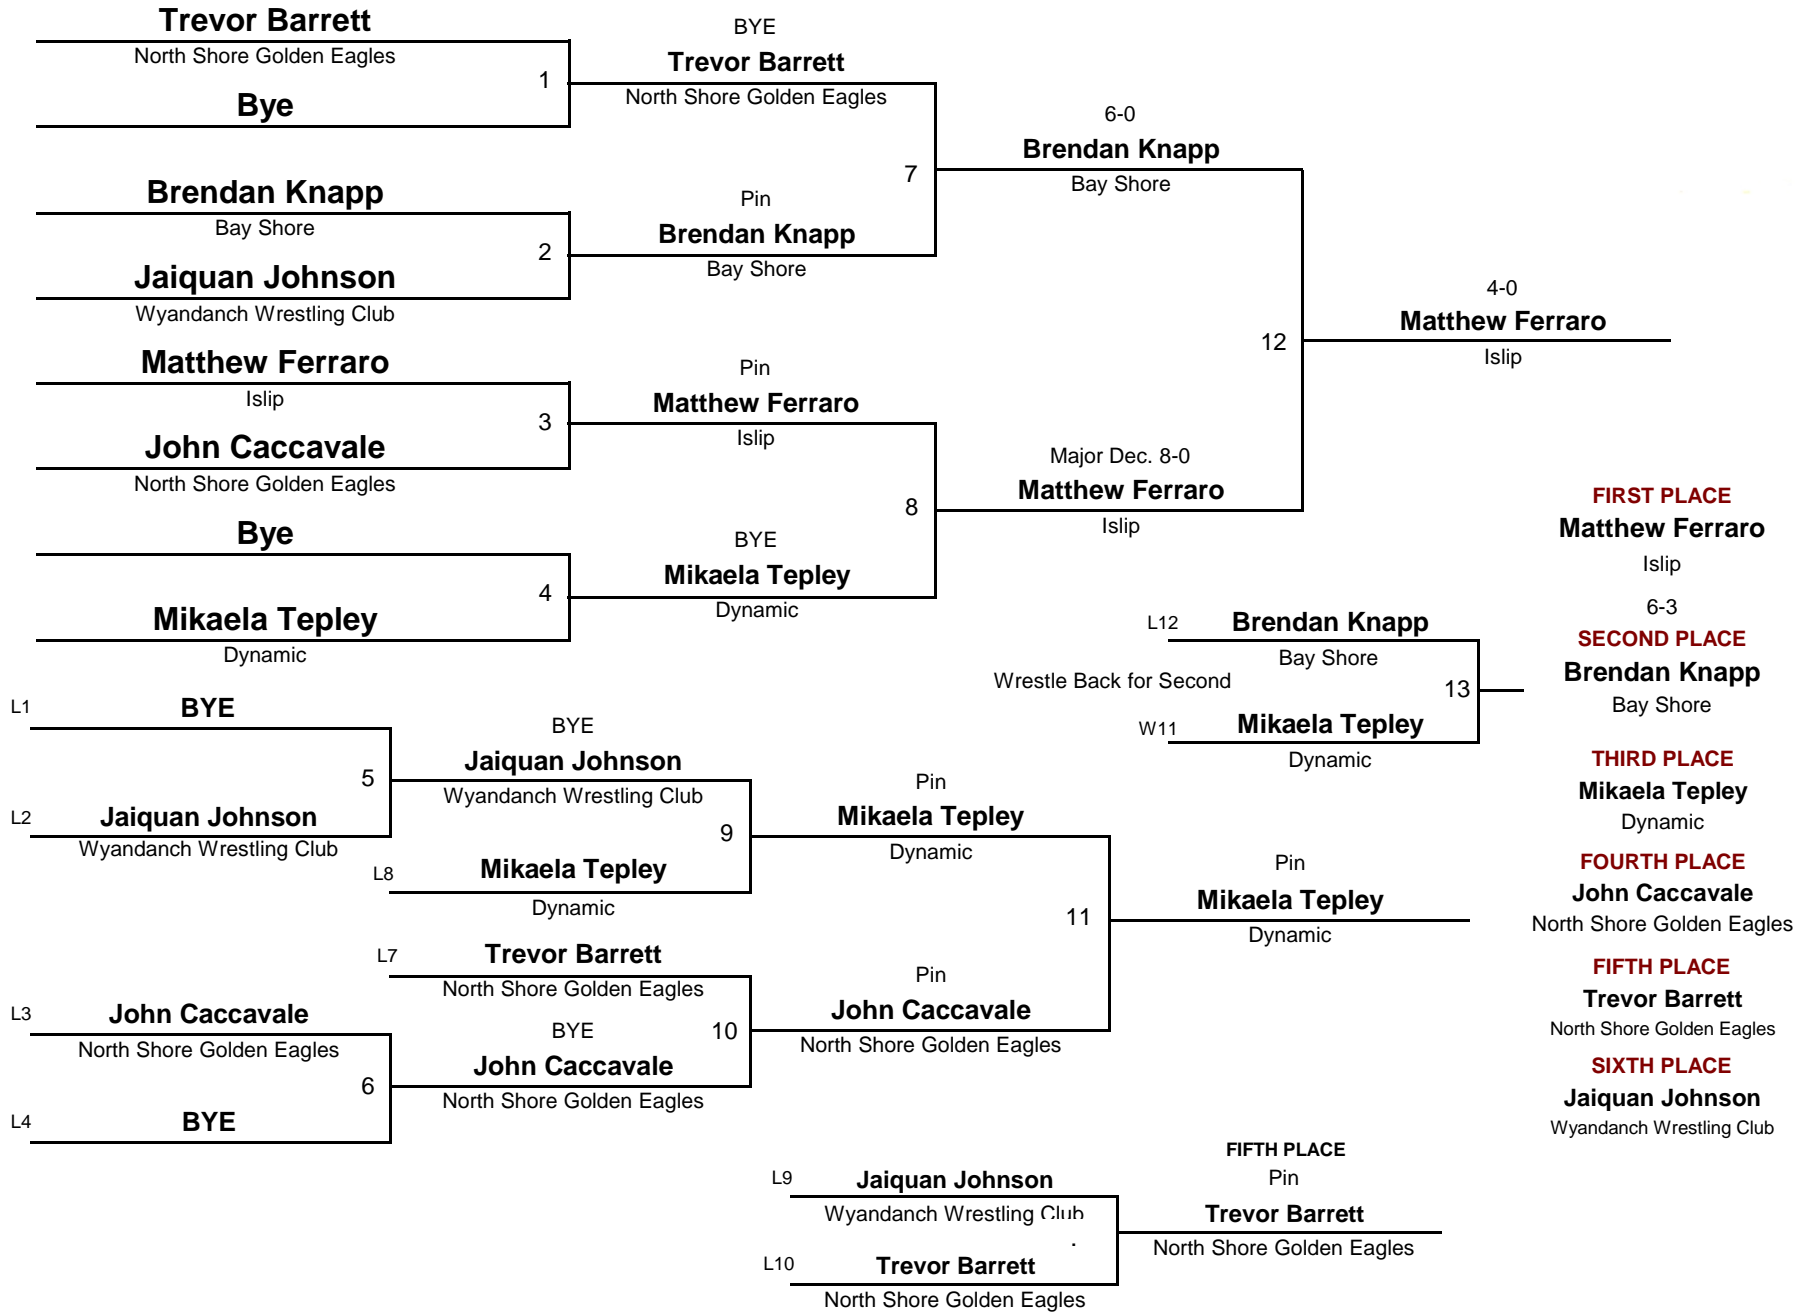 Trevor Barrett
North Shore Golden Eagles
1
Bye
BYE
Trevor Barrett
North Shore Golden Eagles
Brendan Knapp
Bay Shore
2
Jaiquan Johnson
Wyandanch Wrestling Club
Pin
Brendan Knapp
Bay Shore
7
6-0
Brendan Knapp
Bay Shore
Matthew Ferraro
Islip
3
John Caccavale
North Shore Golden Eagles
Pin
Matthew Ferraro
Islip
Bye
4
Mikaela Tepley
Dynamic
BYE
Mikaela Tepley
Dynamic
8
Major Dec. 8-0
Matthew Ferraro
Islip
12
4-0
Matthew Ferraro
Islip
L12 Brendan Knapp
Bay Shore
Wrestle Back for Second
13
W11 Mikaela Tepley
Dynamic
L1 BYE
5
L2 Jaiquan Johnson
Wyandanch Wrestling Club
BYE
Jaiquan Johnson
Wyandanch Wrestling Club
9
L8 Mikaela Tepley
Dynamic
Pin
Mikaela Tepley
Dynamic
L7 Trevor Barrett
North Shore Golden Eagles
L3 John Caccavale
North Shore Golden Eagles
6
L4 BYE
BYE
John Caccavale
North Shore Golden Eagles
10
Pin
John Caccavale
North Shore Golden Eagles
11
Pin
Mikaela Tepley
Dynamic
L9 Jaiquan Johnson
Wyandanch Wrestling Club
L10 Trevor Barrett
North Shore Golden Eagles
FIFTH PLACE
Pin
Trevor Barrett
North Shore Golden Eagles
FIRST PLACE
Matthew Ferraro
Islip
6-3
SECOND PLACE
Brendan Knapp
Bay Shore
THIRD PLACE
Mikaela Tepley
Dynamic
FOURTH PLACE
John Caccavale
North Shore Golden Eagles
FIFTH PLACE
Trevor Barrett
North Shore Golden Eagles
SIXTH PLACE
Jaiquan Johnson
Wyandanch Wrestling Club